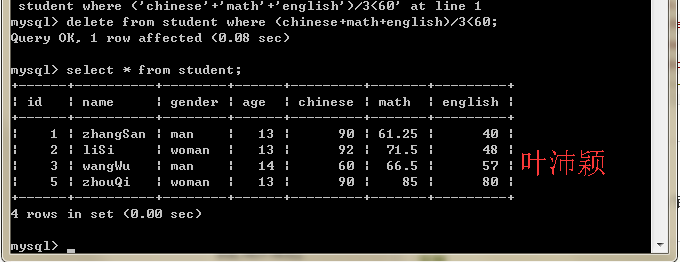 student where ('chinese'+'math'+'english')/3<60' at line 1
mysql> delete from student where (chinese+math+english)/3<60;
Query OK, 1 row affected (0.08 sec)
mysql> select * from student;
+------+----------+--------+------+---------+-------+---------+
| id | name | gender | age | chinese | math | english |
+------+----------+--------+------+---------+-------+---------+
| 1 | zhangSan | man | 13 | 90 | 61.25 | 40 |
| 2 | liSi | woman | 13 | 92 | 71.5 | 48 |
| 3 | wangWu | man | 14 | 60 | 66.5 | 57 |
| 5 | zhouQi | woman | 13 | 90 | 85 | 80 |
+------+----------+--------+------+---------+-------+---------+
叶沛颖
4 rows in set (0.00 sec)
mysql> _